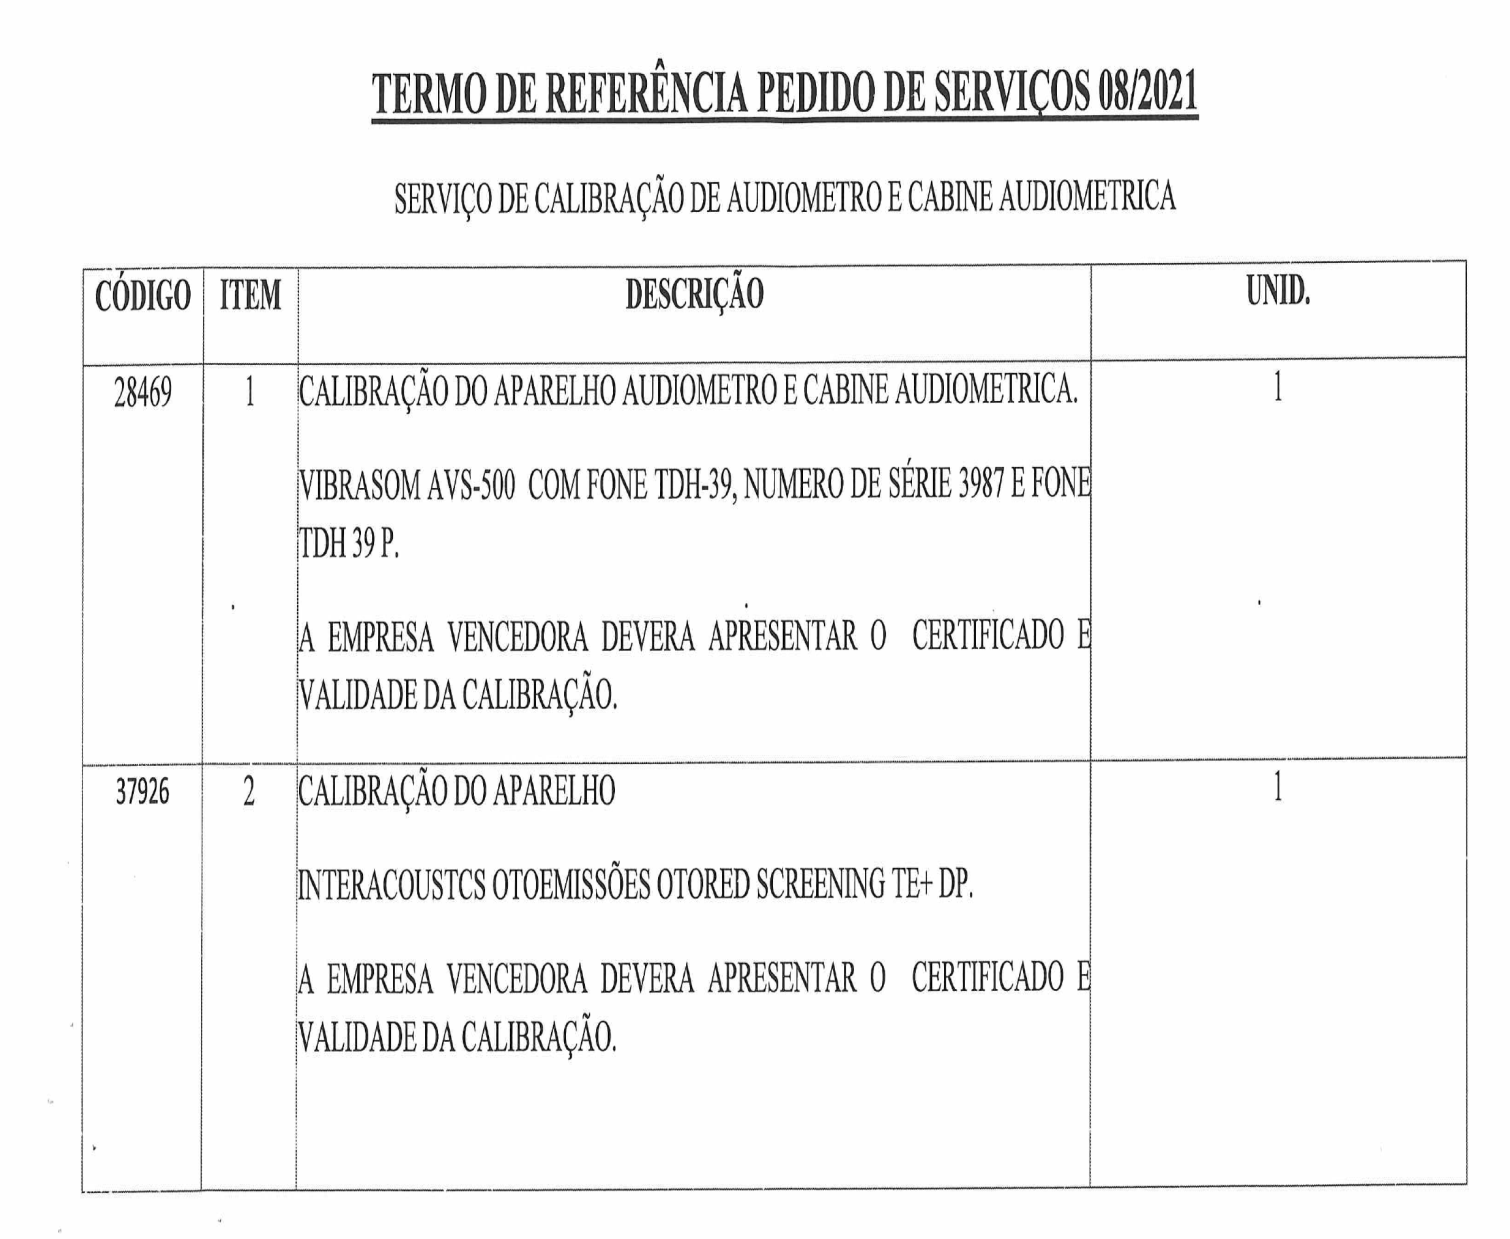 TERMO DE REFERÊNCIA PEDIDO DE SERVIÇOS 08/2021
SERVIÇO DE CALIBRAÇÃO DE AUDIOMETRO E CABINE AUDIOMETRICA
CÓDIGO ITEM DESCRIÇÃO UNID.
28469 1 CALIBRAÇÃO DO APARELHO AUDIOMETRO E CABINE AUDIOMETRICA. 1
VIBRASOM AVS-500 COM FONE TDH-39, NUMERO DE SÉRIE 3987 E FONE
TDH 39 P.
A EMPRESA VENCEDORA DEVERA APRESENTAR O CERTIFICADO E
VALIDADE DA CALIBRAÇÃO.
37926 2 CALIBRAÇÃO DO APARELHO 1
INTERACOUSTCS OTOEMISSÕES OTORED SCREENING TE+ DP.
A EMPRESA VENCEDORA DEVERA APRESENTAR O CERTIFICADO E
VALIDADE DA CALIBRAÇÃO.